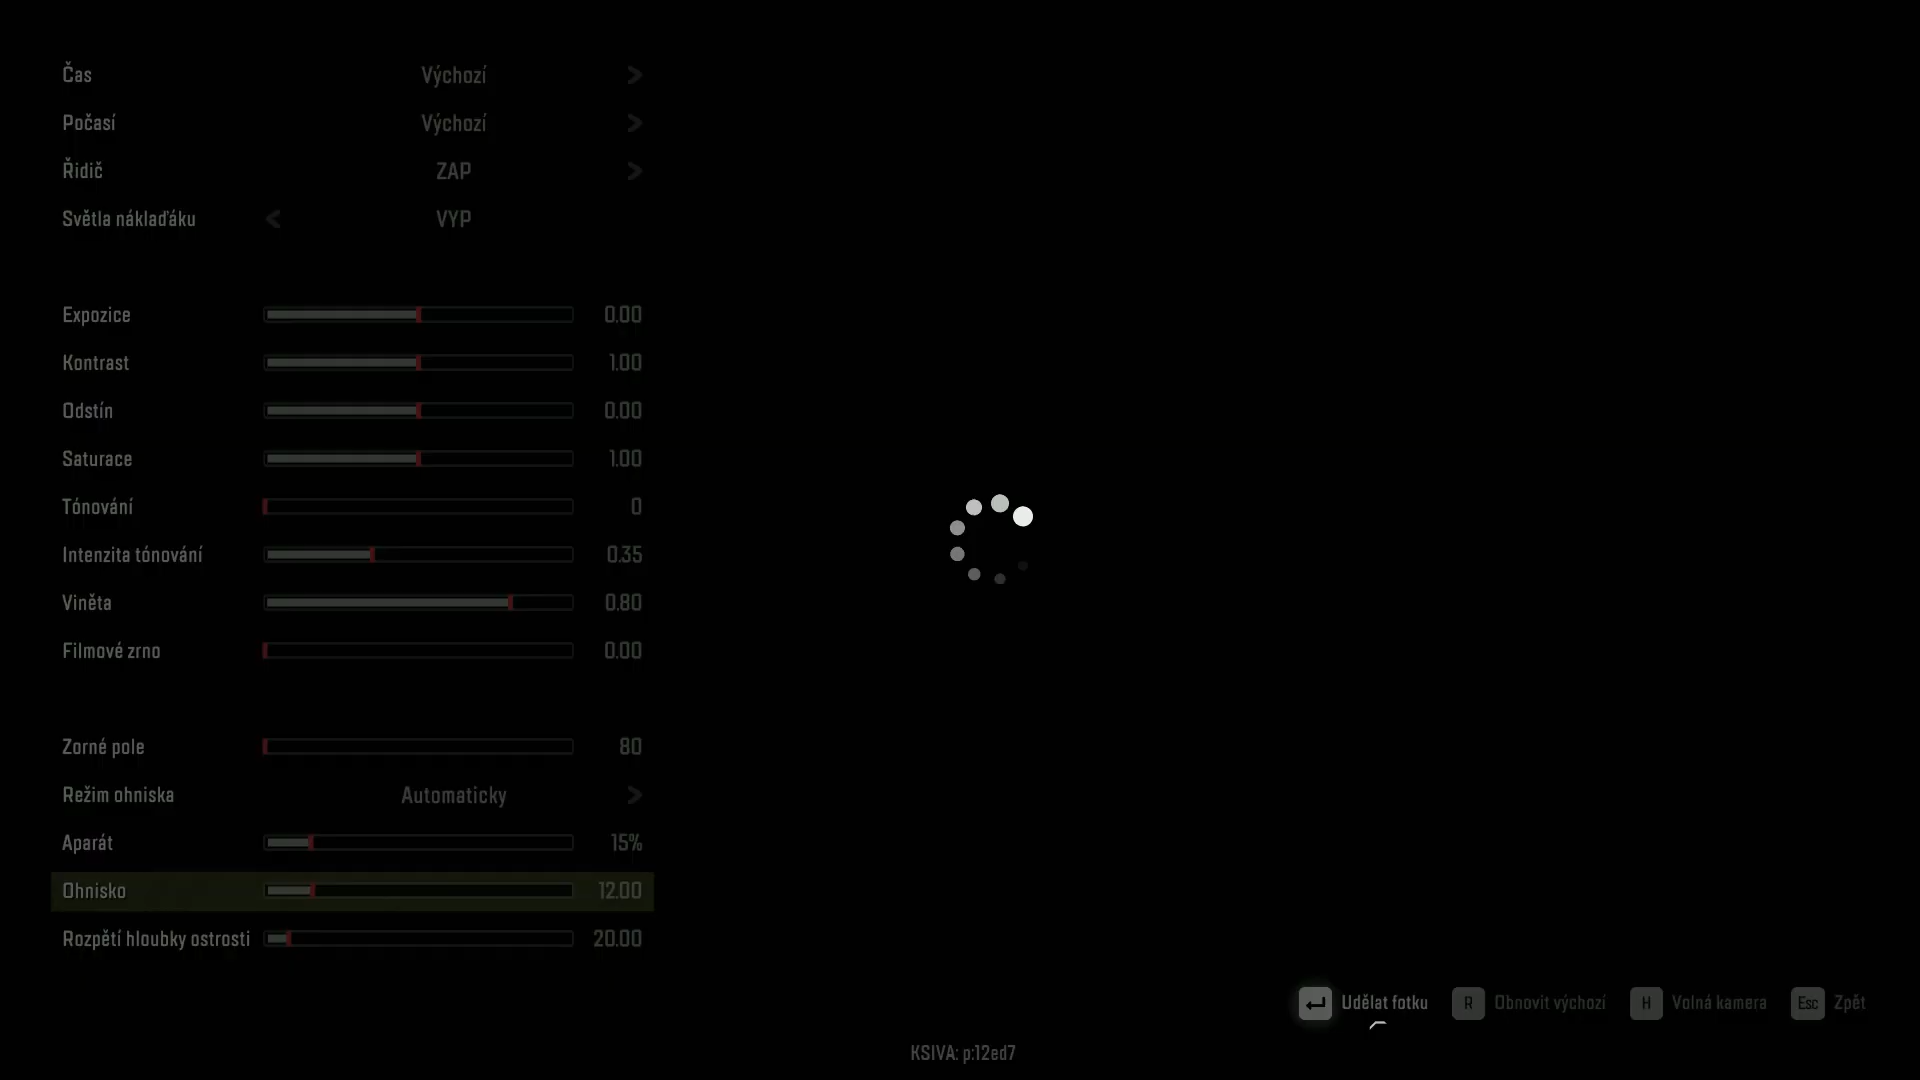 Čas Výchozí
Počasí Výchozí
Řidič ZAP
Světla náklaďáku VYP
Expozice 0.00
Kontrast 1.00
Odstín 0.00
Saturace 1.00
Tónování 0
Intenzita tónování 0.35
Viněta 0.80
Filmové zrno 0.00
Zorné pole 80
Režim ohniska Automaticky
Aparát 15%
Ohnisko 12.00
Rozpětí hloubky ostrosti 20.00
Udělat fotku R Obnovit výchozí H Volná kamera Esc Zpět
KSIVA: p:12ed7